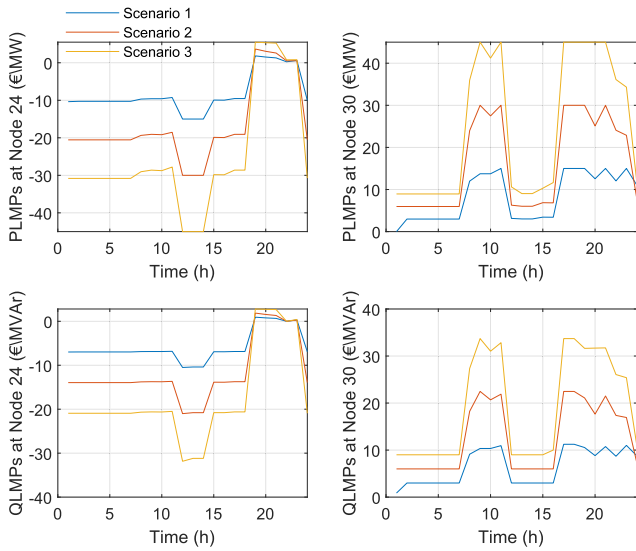 Scenario 1
Scenario 2
Scenario 3
PLMPs at Node 24 (€\MW)
0
-10
-20
-30
-40
0 5 10 15 20
Time (h)
PLMPs at Node 30 (€\MW)
40
30
20
10
0
0 5 10 15 20
Time (h)
QLMPs at Node 24 (€\MVAr)
0
-10
-20
-30
-40
0 5 10 15 20
Time (h)
QLMPs at Node 30 (€\MVAr)
40
30
20
10
0
0 5 10 15 20
Time (h)